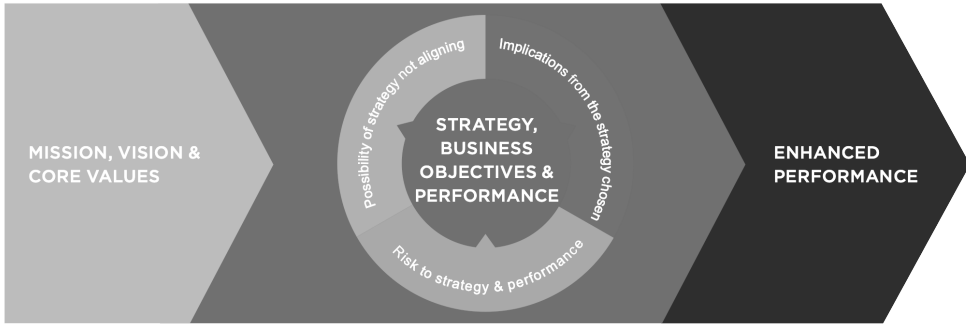 MISSION, VISION &
CORE VALUES
Possibility of strategy not aligning
Implications from the strategy chosen
STRATEGY,
BUSINESS
OBJECTIVES &
PERFORMANCE
Risk to strategy & performance
ENHANCED
PERFORMANCE